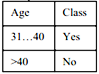 Age Class
31…40 Yes
>40 No